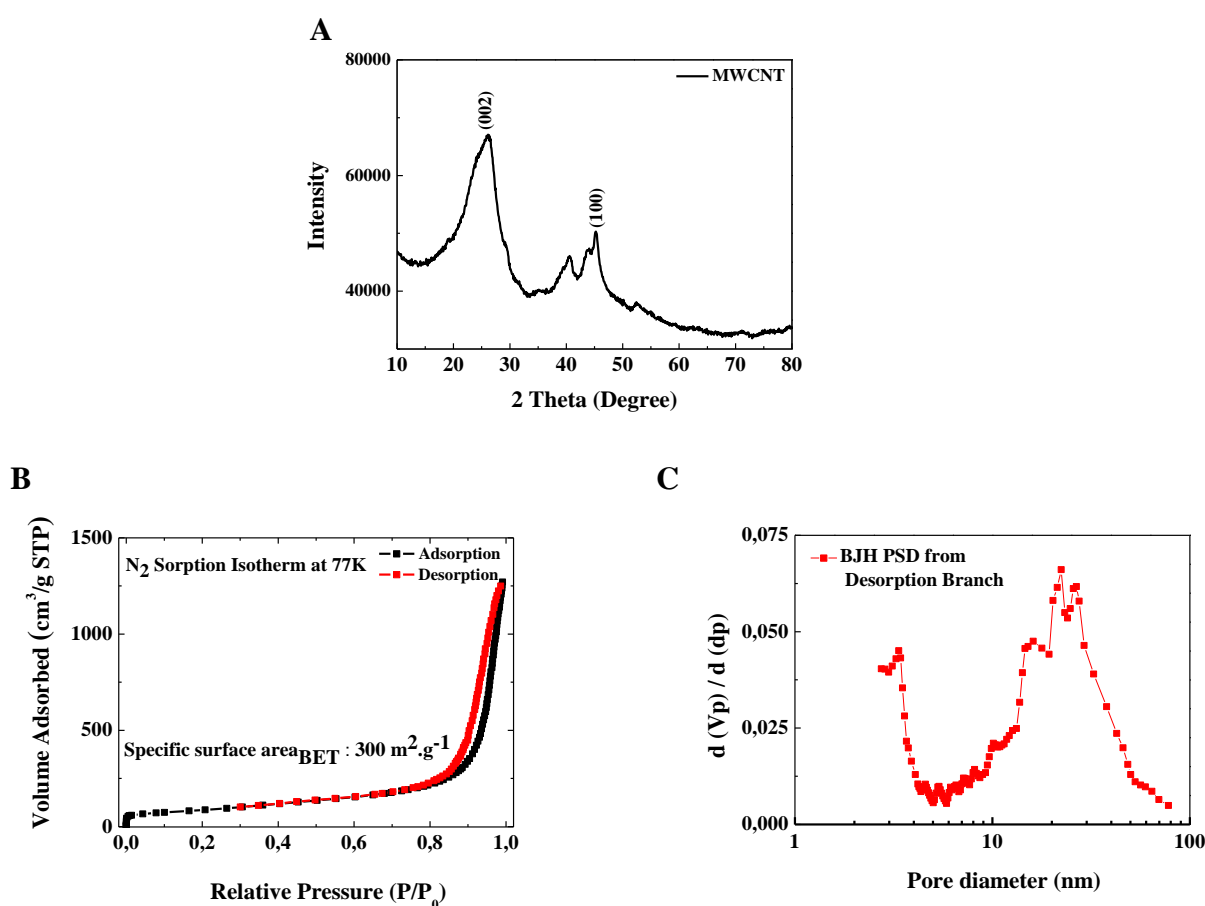 A
80000
60000
40000
Intensity
MWCNT
(002)
(100)
10 20 30 40 50 60 70 80
2 Theta (Degree)
B
1500
1000
500
0
Volume Adsorbed (cm³/g STP)
N₂ Sorption Isotherm at 77K
Adsorption
Desorption
Specific surface area_BET : 300 m².g⁻¹
0,0 0,2 0,4 0,6 0,8 1,0
Relative Pressure (P/P₀)
C
0,075
0,050
0,025
0,000
d (Vp) / d (dp)
BJH PSD from
Desorption Branch
1 10 100
Pore diameter (nm)